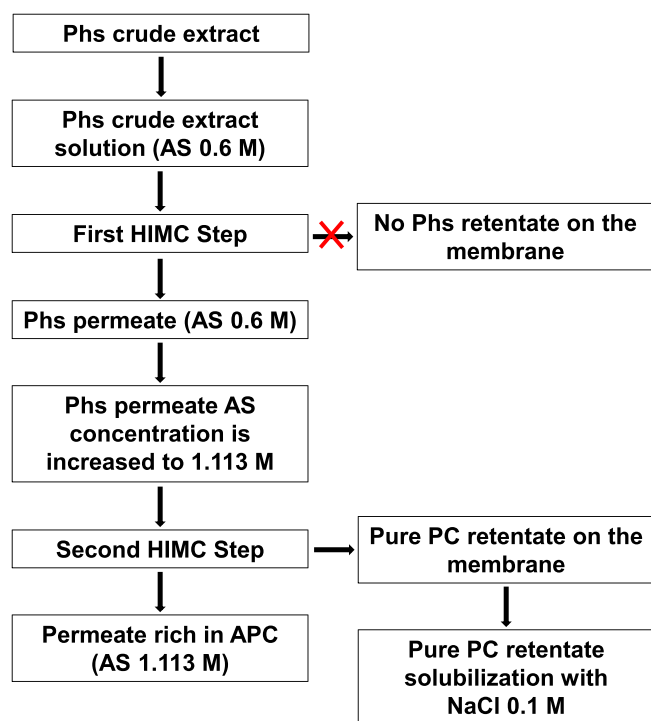 Phs crude extract
Phs crude extract
solution (AS 0.6 M)
First HIMC Step
No Phs retentate on the
membrane
Phs permeate (AS 0.6 M)
Phs permeate AS
concentration is
increased to 1.113 M
Second HIMC Step
Pure PC retentate on the
membrane
Permeate rich in APC
(AS 1.113 M)
Pure PC retentate
solubilization with
NaCl 0.1 M